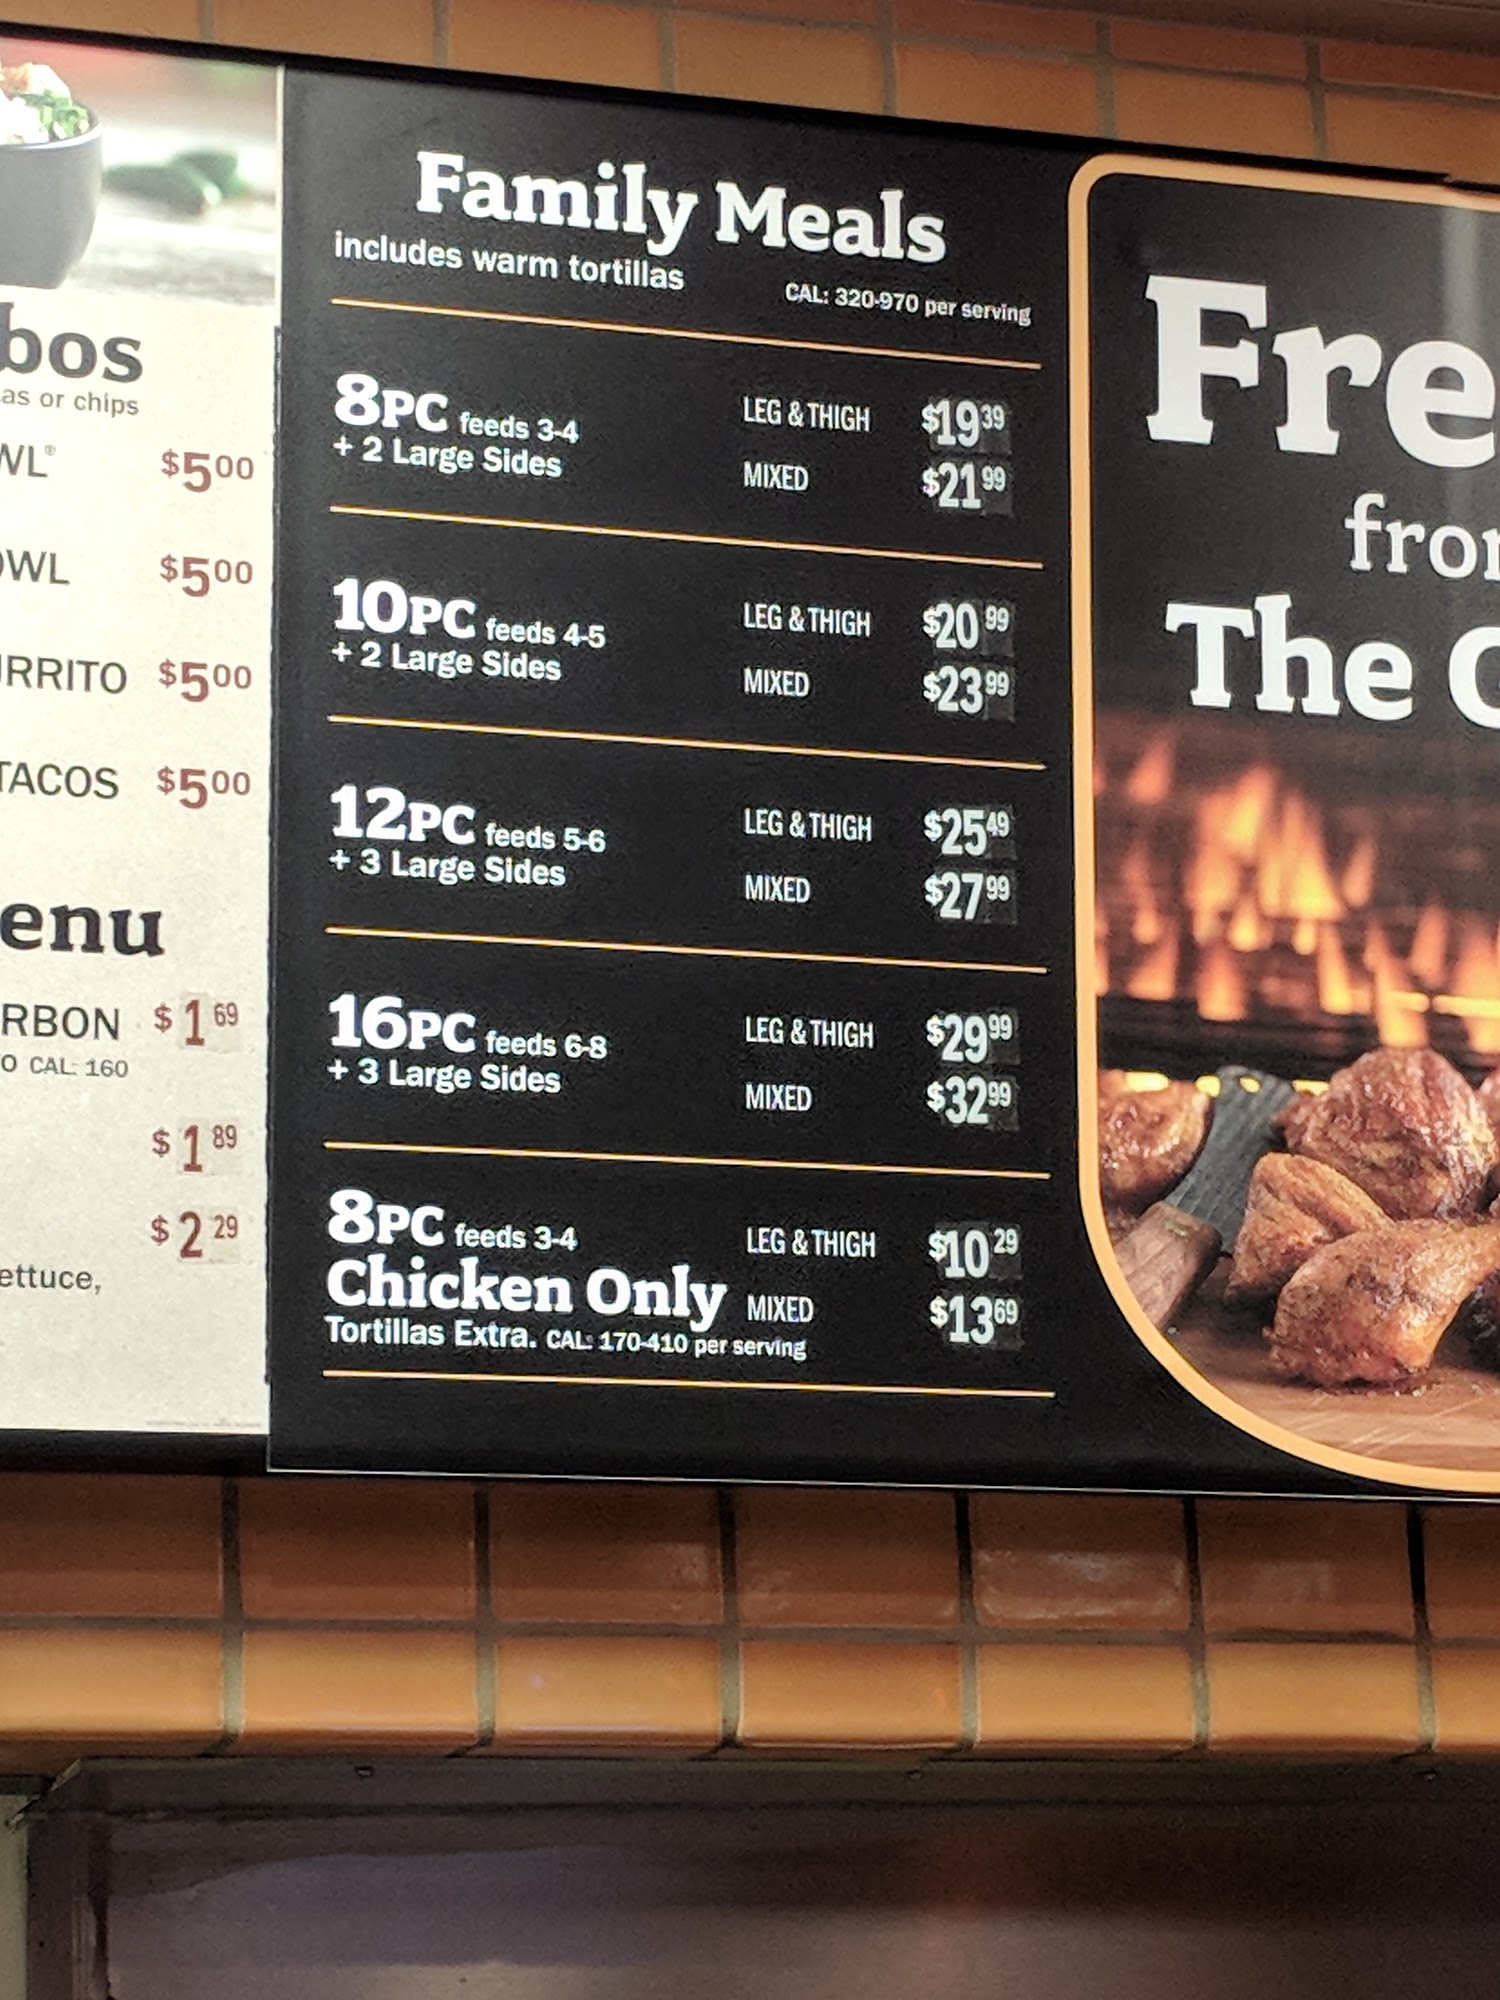 bos
as or chips
WL® $5.00
OWL $5.00
URRITO $5.00
TACOS $5.00
enu
RBON $1 69
O CAL: 160
$1 89
$2 29
ettuce,
Family Meals
includes warm tortillas
CAL: 320-970 per serving
8PC feeds 3-4 LEG & THIGH $19 39
+ 2 Large Sides MIXED $21 99
10PC feeds 4-5 LEG & THIGH $20 99
+ 2 Large Sides MIXED $23 99
12PC feeds 5-6 LEG & THIGH $25 49
+ 3 Large Sides MIXED $27 99
16PC feeds 6-8 LEG & THIGH $29 99
+ 3 Large Sides MIXED $32 99
8PC feeds 3-4 LEG & THIGH $10 29
Chicken Only MIXED $13 69
Tortillas Extra. CAL: 170-410 per serving
Fre
fro
The